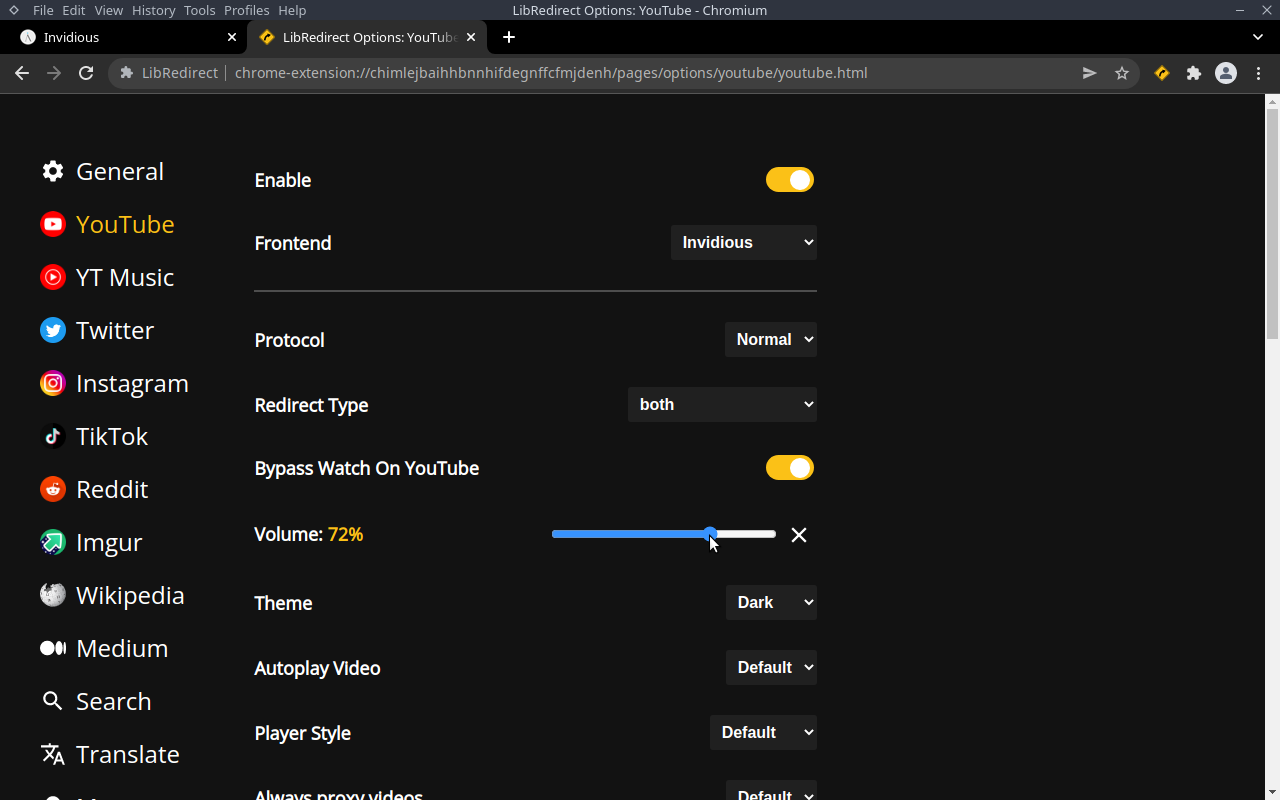 File Edit View History Tools Profiles Help
LibRedirect Options: YouTube - Chromium
Invidious
LibRedirect Options: YouTube
LibRedirect
chrome-extension://chimlejbaihhbnnhifdegnffcfmjdenh/pages/options/youtube/youtube.html
General
YouTube
YT Music
Twitter
Instagram
TikTok
Reddit
Imgur
Wikipedia
Medium
Search
Translate
Enable
Frontend Invidious
Protocol Normal
Redirect Type both
Bypass Watch On YouTube
Volume: 72%
Theme Dark
Autoplay Video Default
Player Style Default
Always proxy videos Default